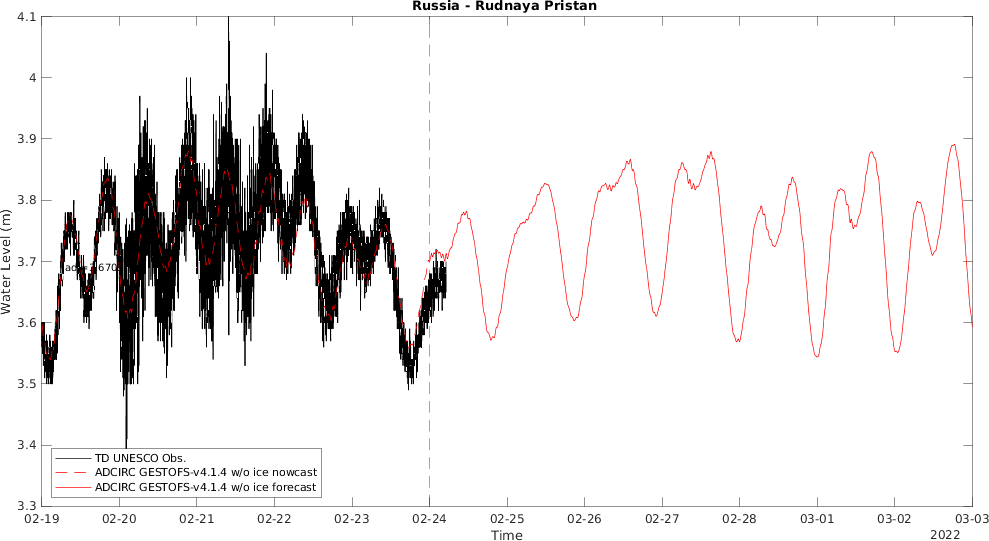 Russia - Rudnaya Pristan
4.1
4
3.9
3.8
3.7
3.6
3.5
3.4
3.3
Water Level (m)
TD UNESCO Obs.
ADCIRC GESTOFS-v4.1.4 w/o ice nowcast
ADCIRC GESTOFS-v4.1.4 w/o ice forecast
02-19 02-20 02-21 02-22 02-23 02-24 02-25 02-26 02-27 02-28 03-01 03-02 03-03
Time
2022